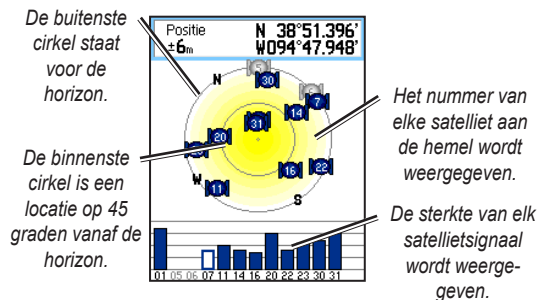 De buitenste
cirkel staat
voor de
horizon.
De binnenste
cirkel is een
locatie op 45
graden vanaf de
horizon.
Positie
±6m
N 38°51.396'
W094°47.948'
N
5
30
7
14
31
20
16
22
W
11
S
01 05 06 07 11 14 16 20 22 23 30 31
Het nummer van
elke satelliet aan
de hemel wordt
weergegeven.
De sterkte van elk
satellietsignaal
wordt weerge-
geven.